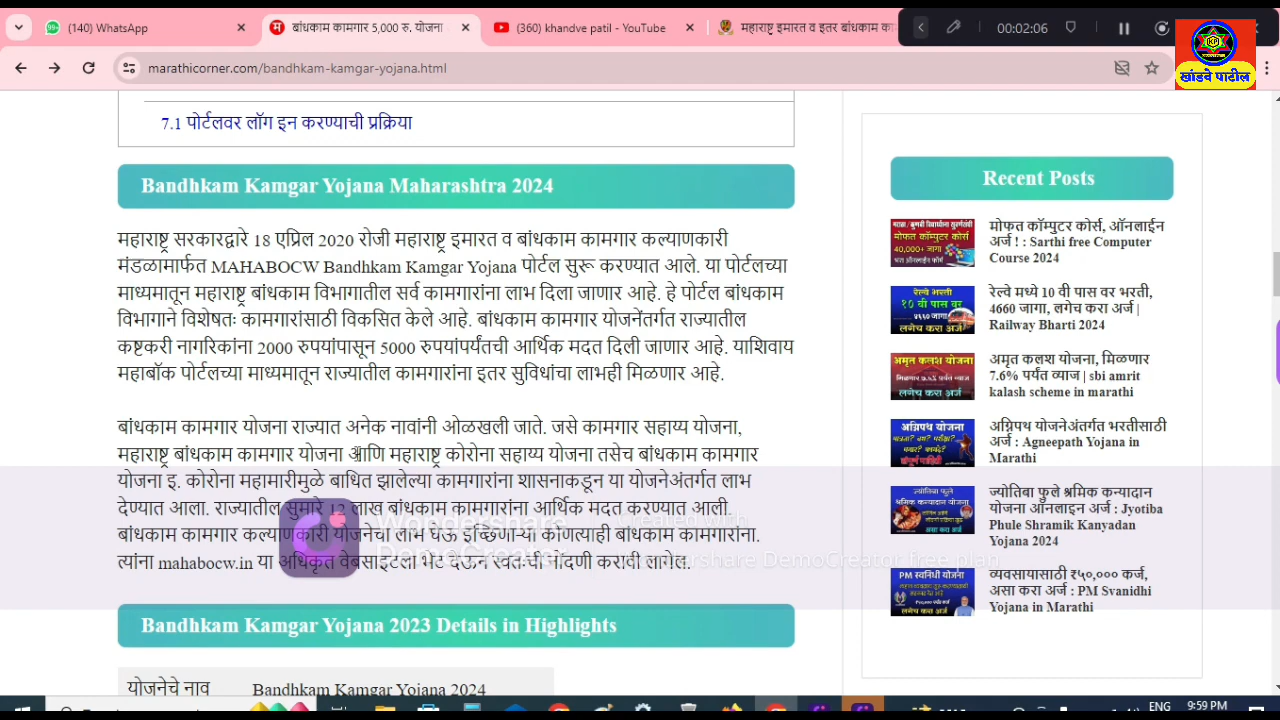 (140) WhatsApp
बांधकाम कामगार 5,000 रु. योजना
(360) khandve patil - YouTube
महाराष्ट्र इमारत व इतर बांधकाम
00:02:06
marathicorner.com/bandhkam-kamgar-yojana.html
खांडवे पाटील
7.1 पोर्टलवर लॉग इन करण्याची प्रक्रिया
Bandhkam Kamgar Yojana Maharashtra 2024
महाराष्ट्र सरकारद्वारे एप्रिल 2020 रोजी महाराष्ट्र इमारत व बांधकाम कामगार कल्याणकारी
मंडळामार्फत MAHABOCW Bandhkam Kamgar Yojana पोर्टल सुरू करण्यात आले. या पोर्टलच्या
माध्यमातून महाराष्ट्र बांधकाम विभागातील सर्व कामगारांना लाभ दिला जाणार आहे. हे पोर्टल बांधकाम
विभागाने विशेषतः कामगारांसाठी विकसित केले आहे. बांधकाम कामगार योजनेंतर्गत राज्यातील
कष्टकरी नागरिकांना 2000 रुपयांपासून 5000 रुपयांपर्यंतची आर्थिक मदत दिली जाणार आहे. याशिवाय
महाबॉक पोर्टलच्या माध्यमातून राज्यातील कामगारांना इतर सुविधांचा लाभही मिळणार आहे.
बांधकाम कामगार योजना राज्यात अनेक नावांनी ओळखली जाते. जसे कामगार सहाय्य योजना,
महाराष्ट्र बांधकाम कामगार योजना आणि महाराष्ट्र कोरोना सहाय्य योजना तसेच बांधकाम कामगार
योजना इ. कोरोना महामारीमुळे बाधित झालेल्या कामगारांना शासनाकडून या योजनेअंतर्गत लाभ
देण्यात आला. राज्यातील सुमारे 12 लाख बांधकाम कामगारांना आर्थिक मदत करण्यात आली.
बांधकाम कामगार कल्याणकारी योजनेचा लाभ घेऊ इच्छिणाऱ्या कोणत्याही बांधकाम कामगारांना.
त्यांना mahabocw.in या अधिकृत वेबसाइटला भेट देऊन स्वतःची नोंदणी करावी लागेल.
Wondershare
DemoCreator
Created with
Wondershare DemoCreator free plan
Bandhkam Kamgar Yojana 2023 Details in Highlights
योजनेचे नाव Bandhkam Kamgar Yojana 2024
Recent Posts
मोफत कॉम्पुटर कोर्स, ऑनलाईन
अर्ज ! : Sarthi free Computer
Course 2024
रेल्वे मध्ये 10 वी पास वर भरती,
4660 जागा, लगेच करा अर्ज |
Railway Bharti 2024
अमृत कलश योजना, मिळणार
7.6% पर्यंत व्याज | sbi amrit
kalash scheme in marathi
अग्निपथ योजनेअंतर्गत भरतीसाठी
अर्ज : Agneepath Yojana in
Marathi
ज्योतिबा फुले श्रमिक कन्यादान
योजना ऑनलाइन अर्ज : Jyotiba
Phule Shramik Kanyadan
Yojana 2024
व्यवसायासाठी ₹५०,००० कर्ज,
असा करा अर्ज : PM Svanidhi
Yojana in Marathi
ENG 9:59 PM